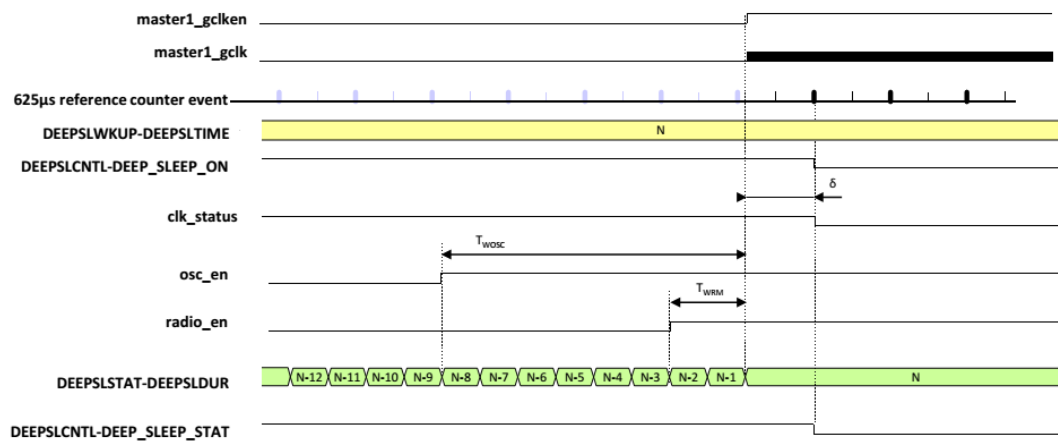 master1_gclken
master1_gclk
625µs reference counter event
DEEPSLWKUP-DEEPSLTIME N
DEEPSLCNTL-DEEP_SLEEP_ON
δ
clk_status
TWOSC
osc_en
TWRM
radio_en
DEEPSLSTAT-DEEPSLDUR N-12 N-11 N-10 N-9 N-8 N-7 N-6 N-5 N-4 N-3 N-2 N-1 N
DEEPSLCNTL-DEEP_SLEEP_STAT